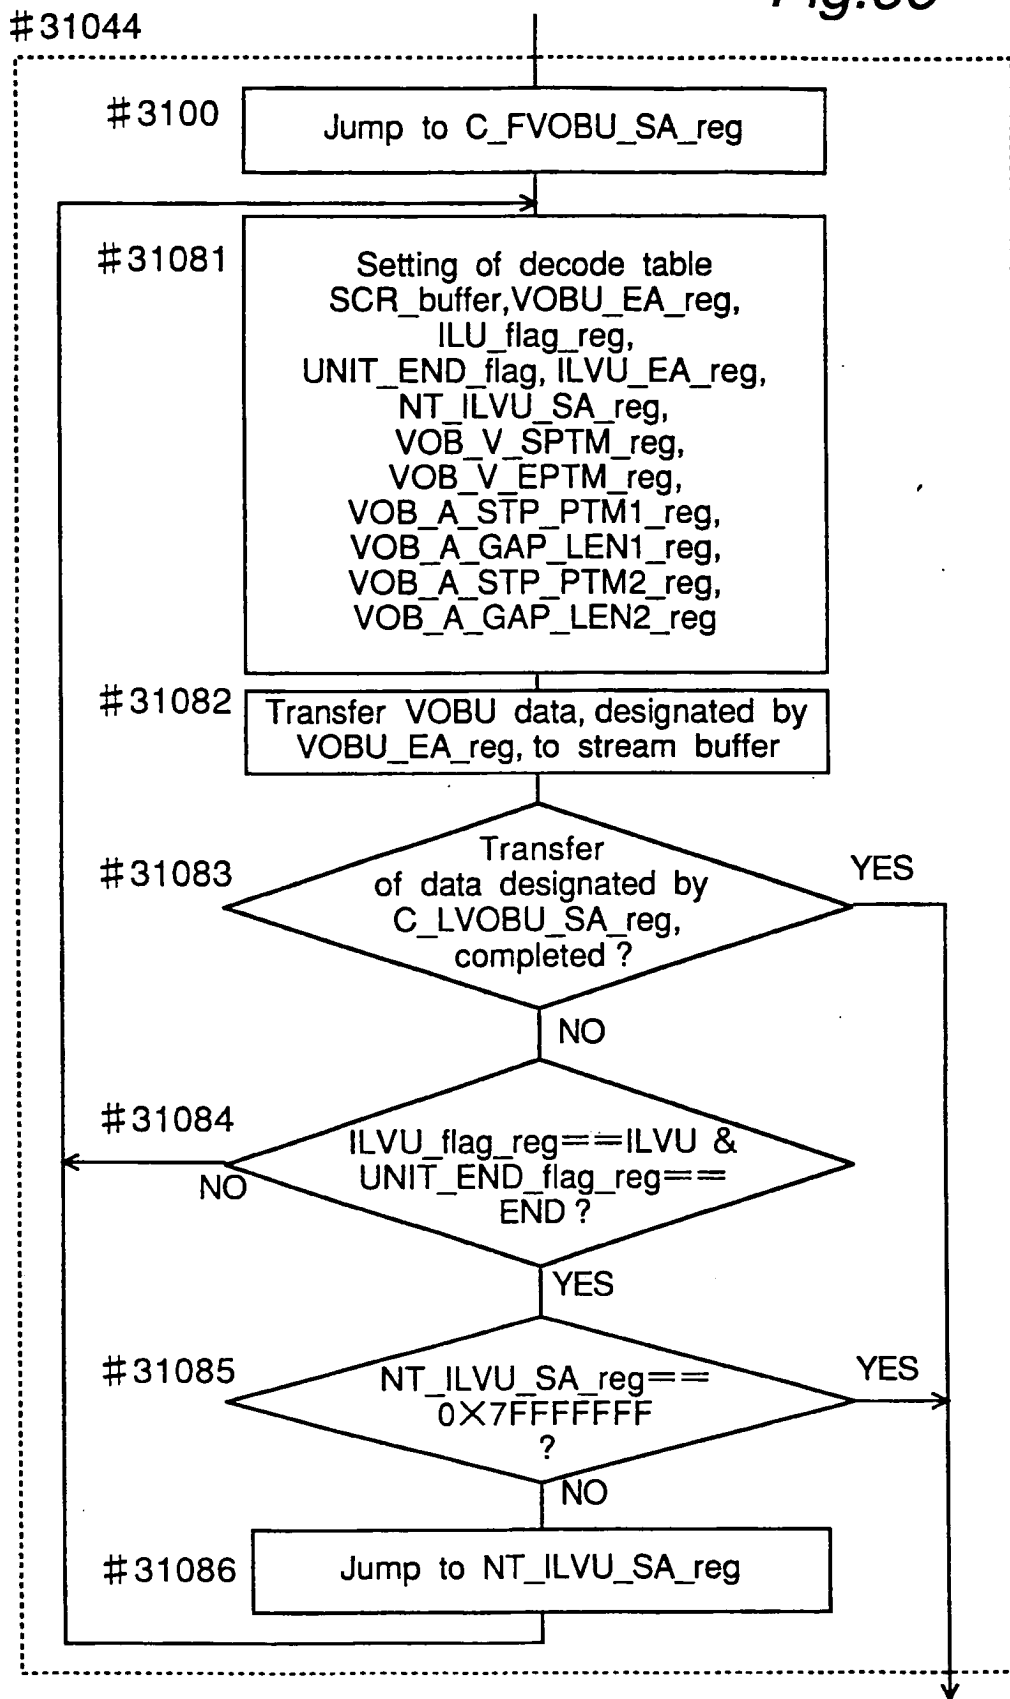 #31044
#3100
Jump to C_FVOBU_SA_reg
#31081
Setting of decode table
SCR_buffer,VOBU_EA_reg,
ILU_flag_reg,
UNIT_END_flag, ILVU_EA_reg,
NT_ILVU_SA_reg,
VOB_V_SPTM_reg,
VOB_V_EPTM_reg,
VOB_A_STP_PTM1_reg,
VOB_A_GAP_LEN1_reg,
VOB_A_STP_PTM2_reg,
VOB_A_GAP_LEN2_reg
#31082
Transfer VOBU data, designated by
VOBU_EA_reg, to stream buffer
#31083
Transfer
of data designated by
C_LVOBU_SA_reg,
completed ?
YES
NO
#31084
ILVU_flag_reg==ILVU &
UNIT_END_flag_reg==
END ?
NO
YES
#31085
NT_ILVU_SA_reg==
0X7FFFFFFF
?
YES
NO
#31086
Jump to NT_ILVU_SA_reg